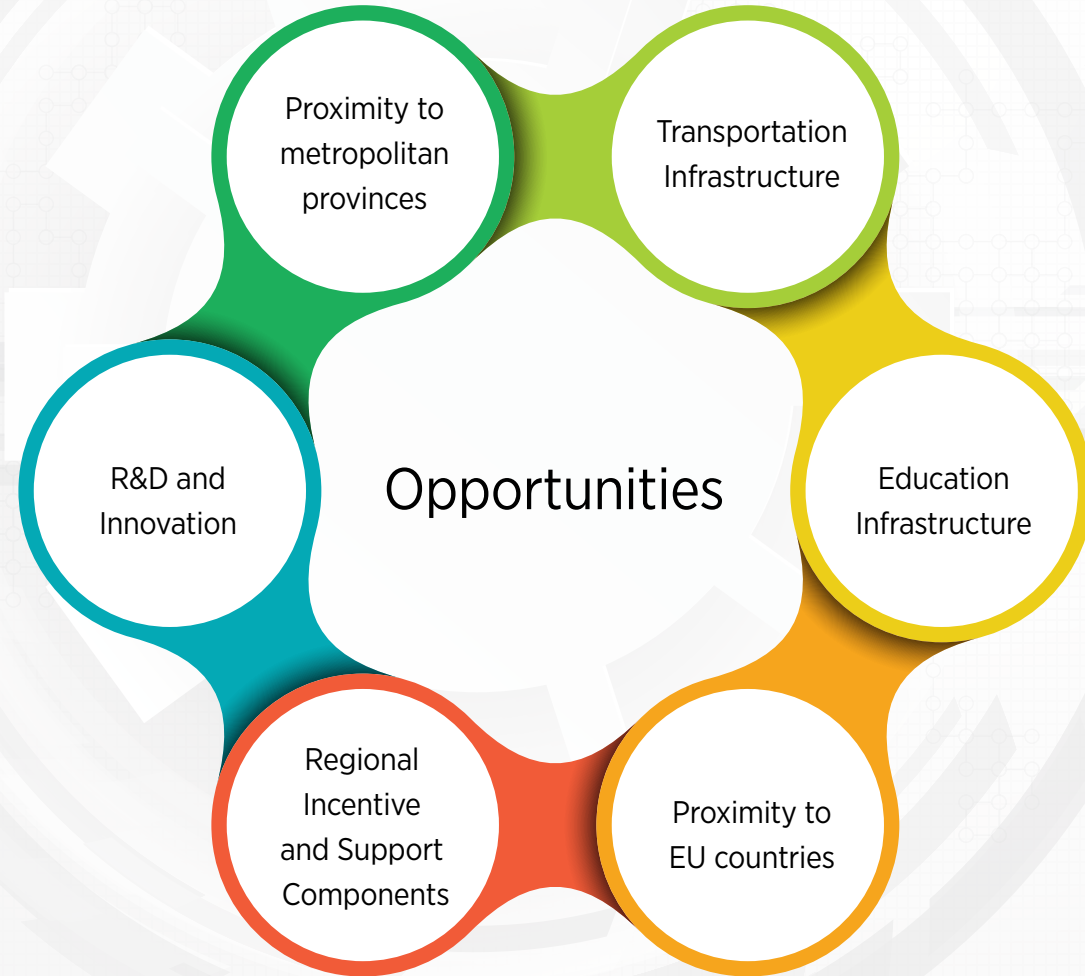 Proximity to
metropolitan
provinces
Transportation
Infrastructure
R&D and
Innovation
Opportunities
Education
Infrastructure
Regional
Incentive
and Support
Components
Proximity to
EU countries